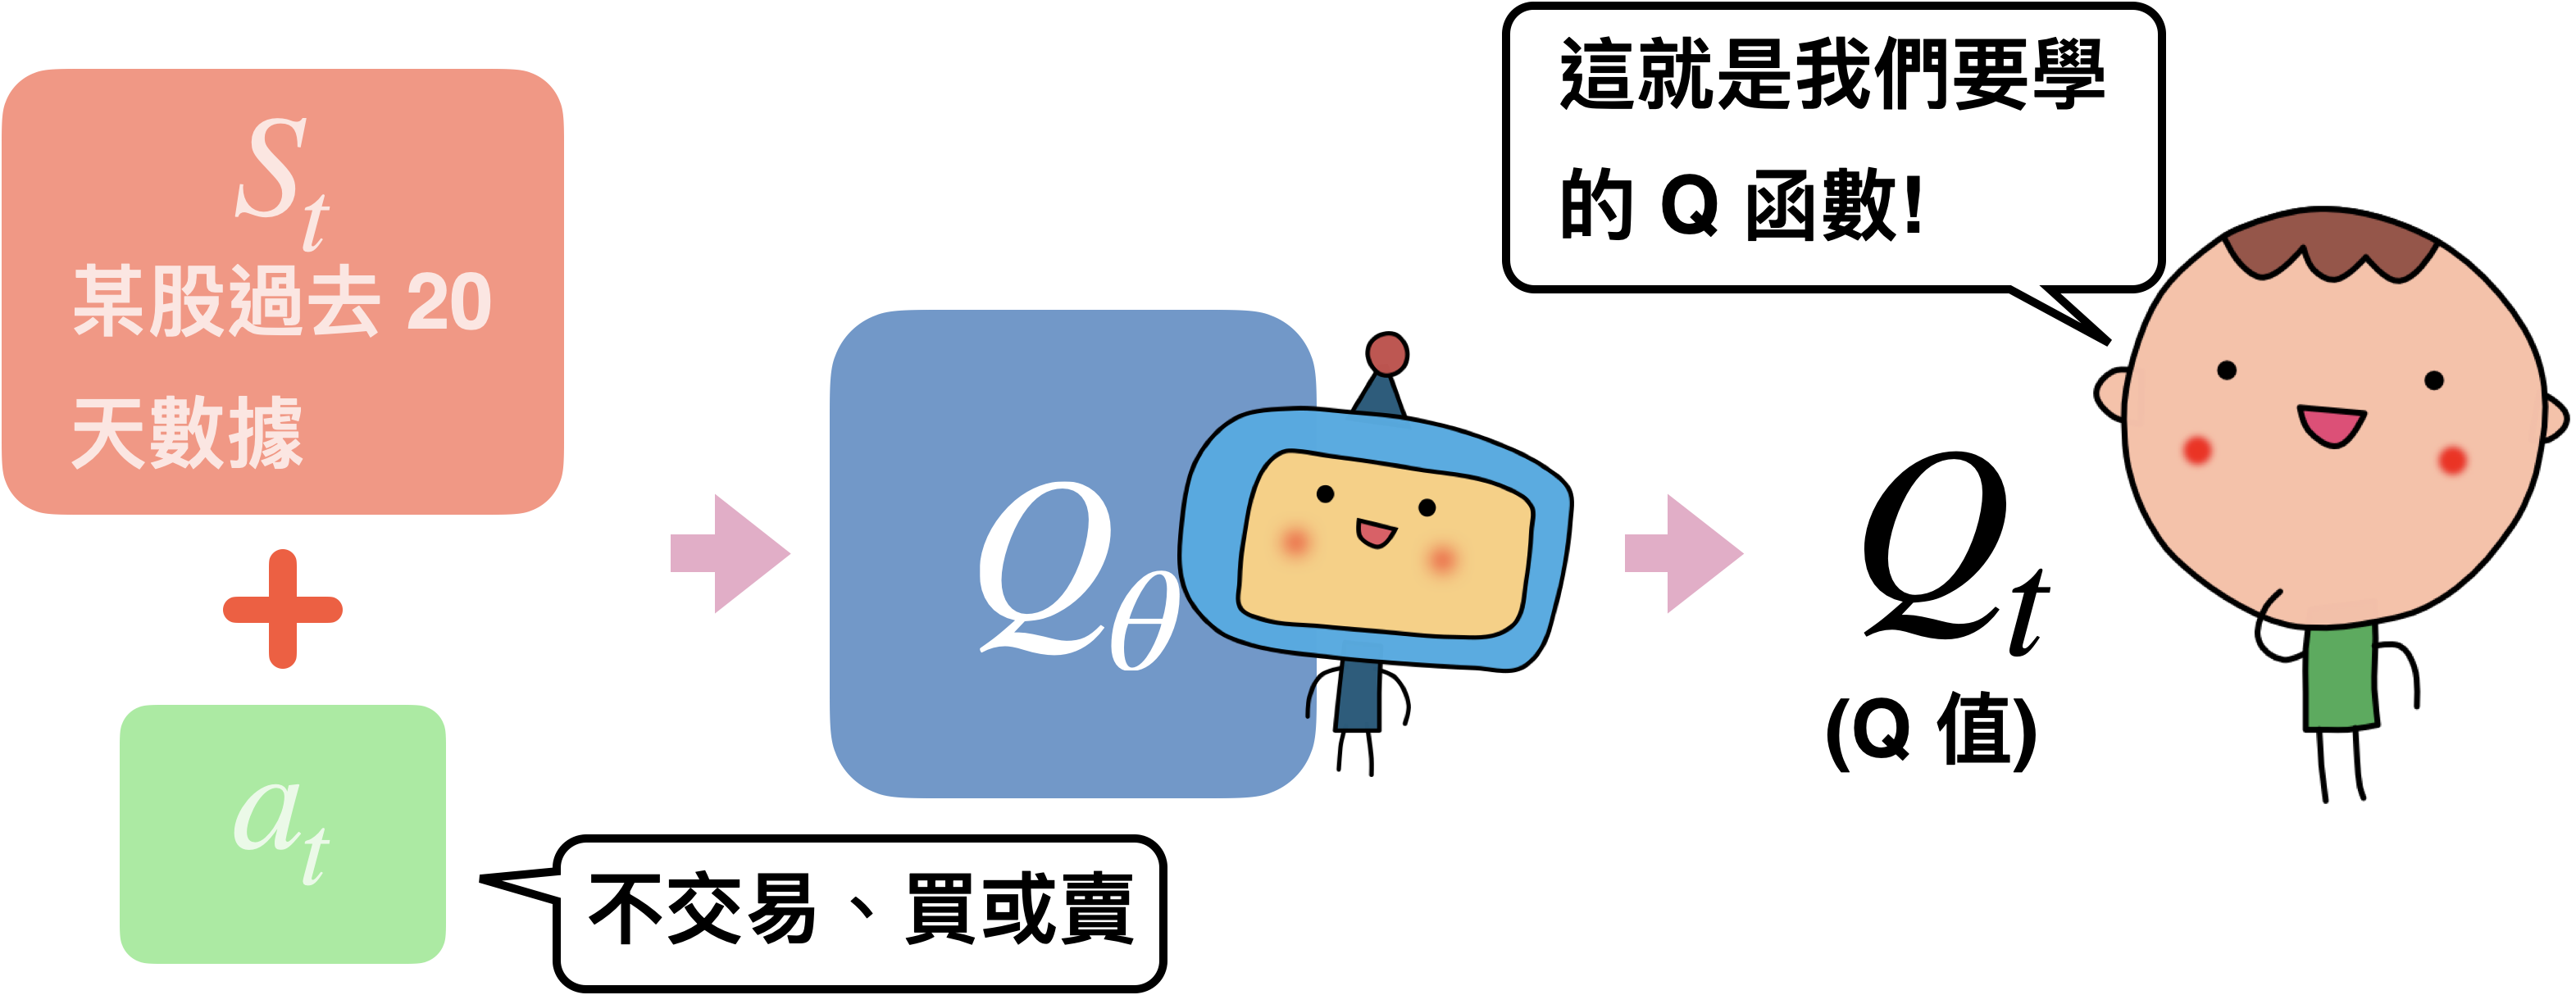 這就是我們要學
的 Q 函數!
S_t
某股過去 20
天數據
Q_θ
Q_t
(Q 值)
a_t
不交易、買或賣